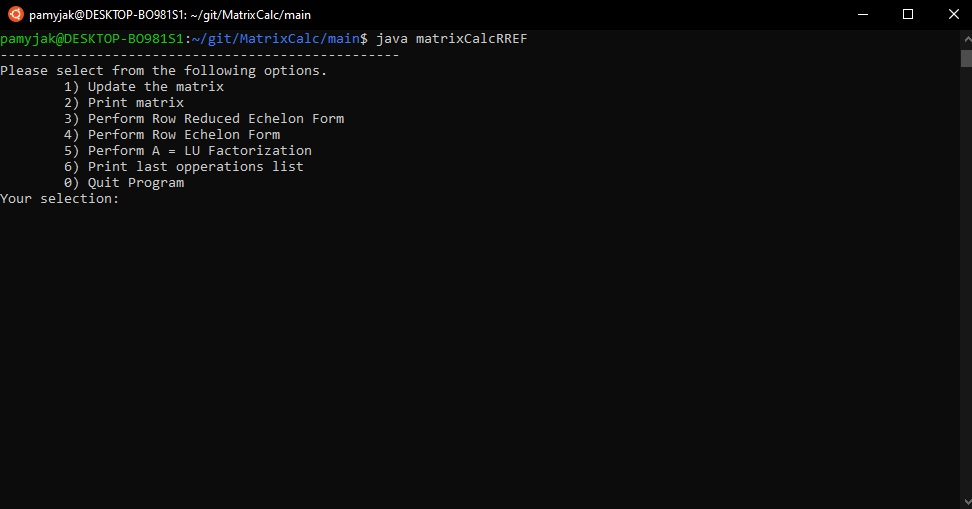 pamyjak@DESKTOP-BO981S1: ~/git/MatrixCalc/main
pamyjak@DESKTOP-BO981S1:~/git/MatrixCalc/main$ java matrixCalcRREF
--------------------------------------------------
Please select from the following options.
1) Update the matrix
2) Print matrix
3) Perform Row Reduced Echelon Form
4) Perform Row Echelon Form
5) Perform A = LU Factorization
6) Print last opperations list
0) Quit Program
Your selection: